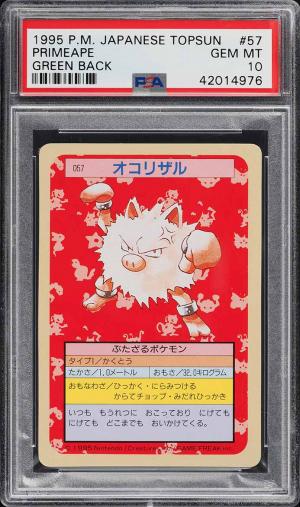 1995 P.M. JAPANESE TOPSUN #57
PRIMEAPE GEM MT
GREEN BACK 10
PSA 42014976
057 オコリザル
ぶたざるポケモン
タイプ1/かくとう
たかさ/1.0メートル おもさ/32.0キログラム
おもなわざ/ひっかく・にらみつける
からてチョップ・みだれひっかき
いつも もうれつに おこっており にげても
にげても どこまでも おいかけてくる。
© 1995 Nintendo/Creature GAME FREAK inc.